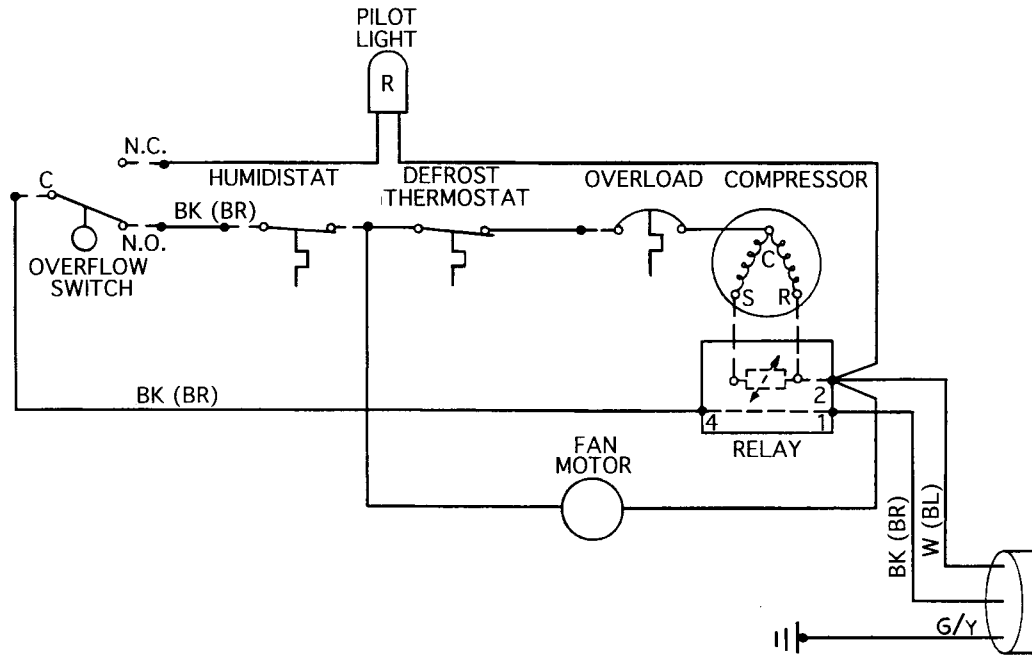 PILOT
LIGHT
R
N.C.
HUMIDISTAT
DEFROST
THERMOSTAT
OVERLOAD
COMPRESSOR
C
BK (BR)
N.O.
OVERFLOW
SWITCH
C
S
R
BK (BR)
2
4
1
RELAY
FAN
MOTOR
BK (BR)
W (BL)
G/Y